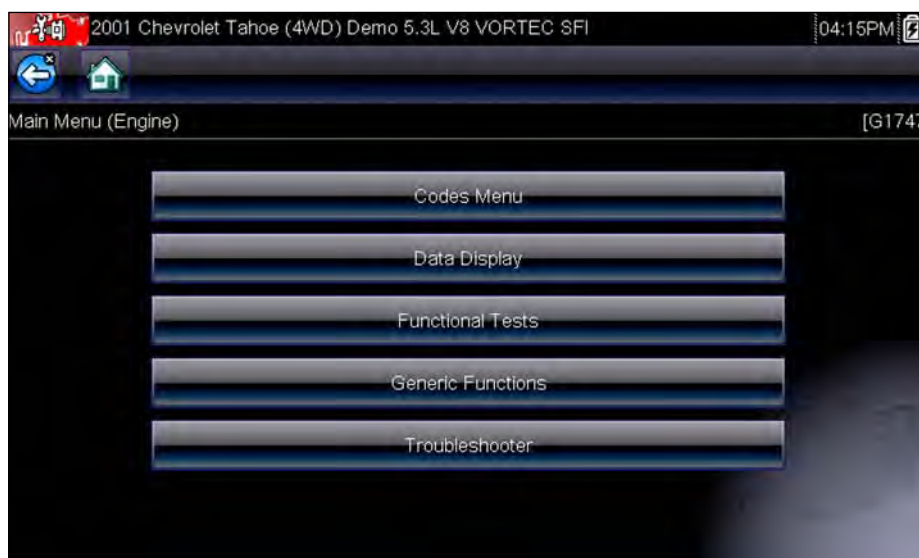 2001 Chevrolet Tahoe (4WD) Demo 5.3L V8 VORTEC SFI 04:15PM
Main Menu (Engine) [G1747
Codes Menu
Data Display
Functional Tests
Generic Functions
Troubleshooter